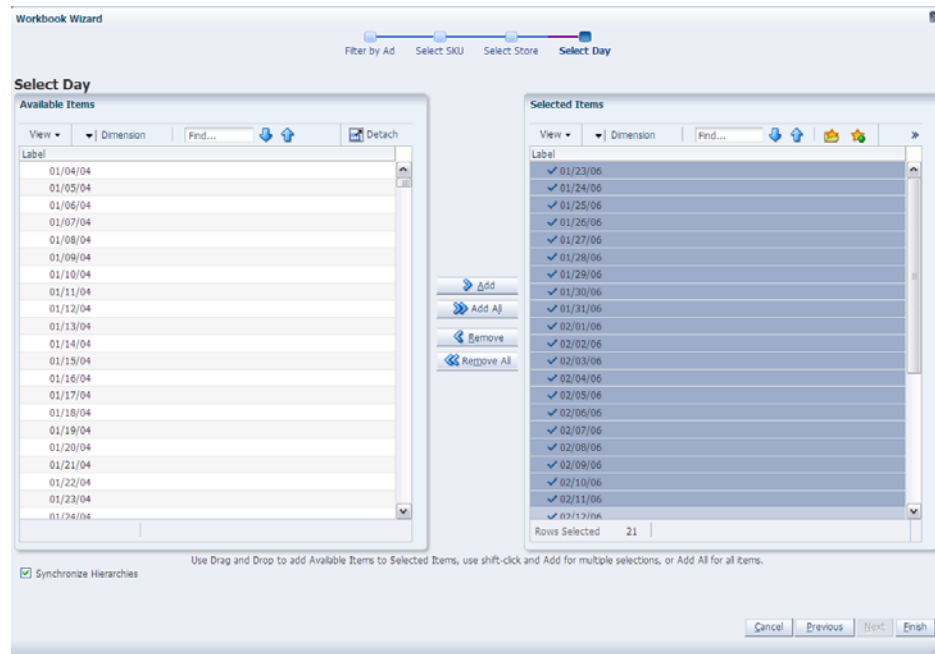 Workbook Wizard
Filter by Ad Select SKU Select Store Select Day
Select Day
Available Items
View Dimension Find... Detach
Label
01/04/04
01/05/04
01/06/04
01/07/04
01/08/04
01/09/04
01/10/04
01/11/04
01/12/04
01/13/04
01/14/04
01/15/04
01/16/04
01/17/04
01/18/04
01/19/04
01/20/04
01/21/04
01/22/04
01/23/04
01/24/04
Add
Add All
Remove
Remove All
Selected Items
View Dimension Find... »
Label
01/23/06
01/24/06
01/25/06
01/26/06
01/27/06
01/28/06
01/29/06
01/30/06
01/31/06
02/01/06
02/02/06
02/03/06
02/04/06
02/05/06
02/06/06
02/07/06
02/08/06
02/09/06
02/10/06
02/11/06
02/12/06
Rows Selected 21
Use Drag and Drop to add Available Items to Selected Items, use shift-click and Add for multiple selections, or Add All for all items.
Synchronize Hierarchies
Cancel Previous Next Finish